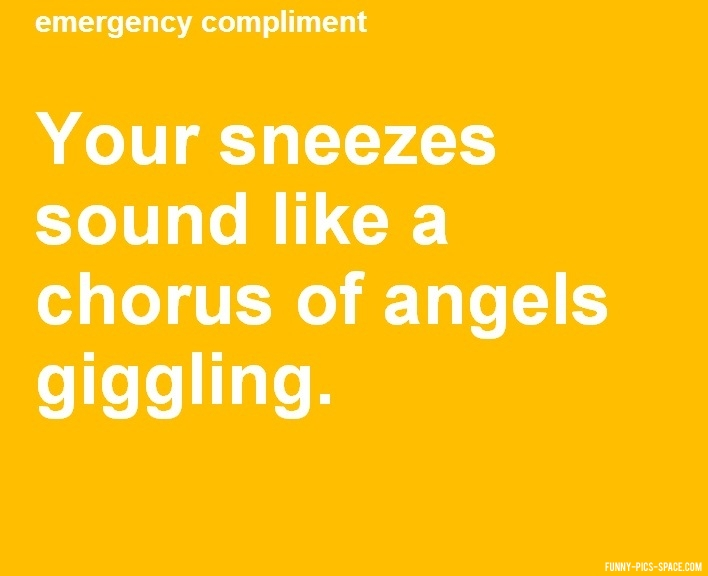 emergency compliment
Your sneezes
sound like a
chorus of angels
giggling.
FUNNY-PICS-SPACE.COM